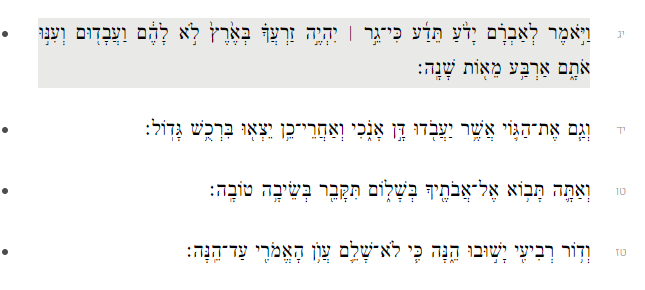 יג וַיֹּ֣אמֶר לְאַבְרָ֗ם יָדֹ֨עַ תֵּדַ֜ע כִּי־גֵ֣ר ׀ יִהְיֶ֣ה זַרְעֲךָ֗ בְּאֶ֙רֶץ֙ לֹ֣א לָהֶ֔ם וַעֲבָד֖וּם וְעִנּ֣וּ
אֹתָ֑ם אַרְבַּ֥ע מֵא֖וֹת שָׁנָֽה׃
יד וְגַ֧ם אֶת־הַגּ֛וֹי אֲשֶׁ֥ר יַעֲבֹ֖דוּ דָּ֣ן אָנֹ֑כִי וְאַחֲרֵי־כֵ֥ן יֵצְא֖וּ בִּרְכֻ֥שׁ גָּדֽוֹל׃
טו וְאַתָּ֛ה תָּב֥וֹא אֶל־אֲבֹתֶ֖יךָ בְּשָׁל֑וֹם תִּקָּבֵ֖ר בְּשֵׂיבָ֥ה טוֹבָֽה׃
טז וְד֥וֹר רְבִיעִ֖י יָשׁ֣וּבוּ הֵ֑נָּה כִּ֧י לֹא־שָׁלֵ֛ם עֲוֺ֥ן הָאֱמֹרִ֖י עַד־הֵֽנָּה׃